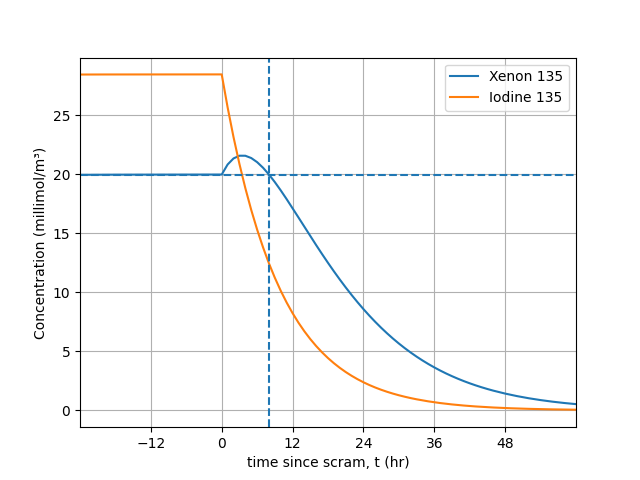 Xenon 135
Iodine 135
25
20
15
10
5
0
Concentration (millimol/m³)
−12 0 12 24 36 48
time since scram, t (hr)